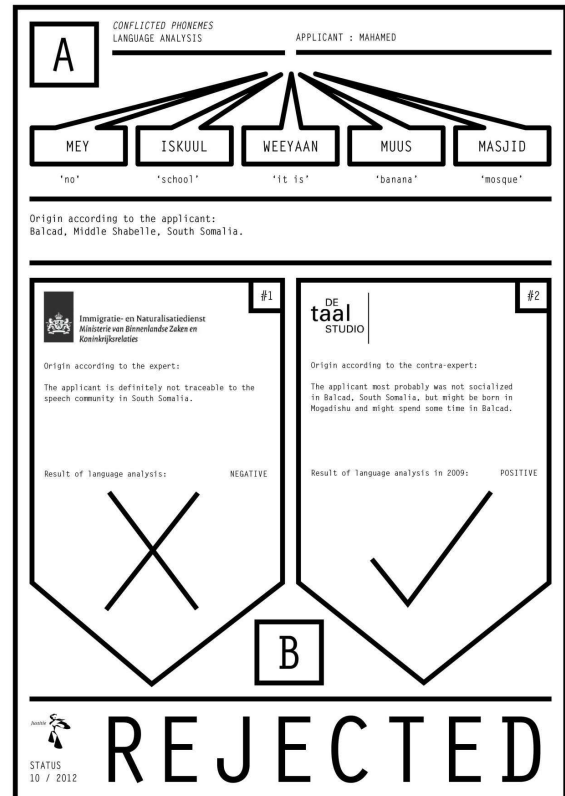 A
CONFLICTED PHONEMES
LANGUAGE ANALYSIS
APPLICANT : MAHAMED
MEY
ISKUUL
WEEYAAN
MUUS
MASJID
'no'
'school'
'it is'
'banana'
'mosque'
Origin according to the applicant:
Balcad, Middle Shabelle, South Somalia.
#1
Immigratie- en Naturalisatiedienst
Ministerie van Binnenlandse Zaken en
Koninkrijksrelaties
Origin according to the expert:
The applicant is definitely not traceable to the
speech community in South Somalia.
Result of language analysis: NEGATIVE
#2
DE
taal
STUDIO
Origin according to the contra-expert:
The applicant most probably was not socialized
in Balcad, South Somalia, but might be born in
Mogadishu and might spend some time in Balcad.
Result of language analysis in 2009: POSITIVE
B
Justitie
STATUS
10 / 2012
REJECTED